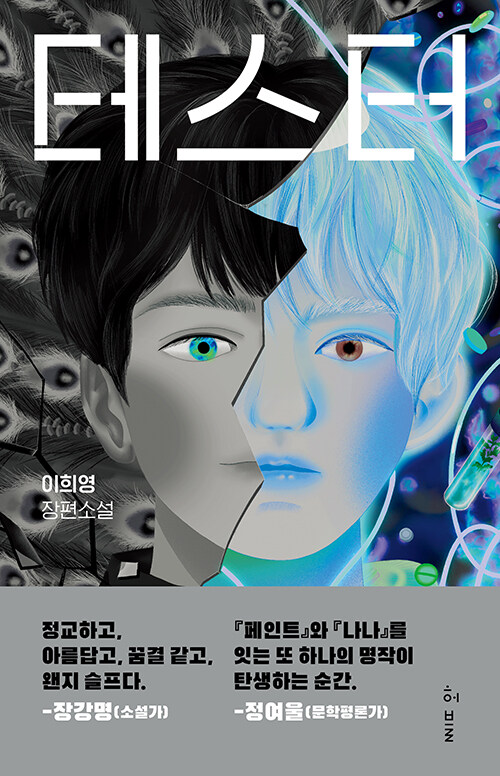 테스터
이희영
장편소설
정교하고,
아름답고, 꿈결 같고,
왠지 슬프다.
-장강명(소설가)
『페인트』와 『나나』를
잇는 또 하나의 명작이
탄생하는 순간.
-정여울(문학평론가)
허블